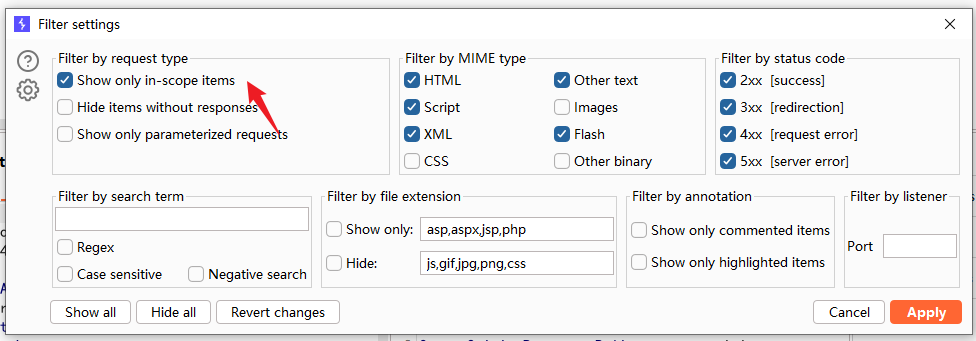 Filter settings
Filter by request type
Show only in-scope items
Hide items without responses
Show only parameterized requests
Filter by MIME type
HTML
Other text
Script
Images
XML
Flash
CSS
Other binary
Filter by status code
2xx [success]
3xx [redirection]
4xx [request error]
5xx [server error]
Filter by search term
Regex
Case sensitive
Negative search
Filter by file extension
Show only:
asp,aspx,jsp,php
Hide:
js,gif,jpg,png,css
Filter by annotation
Show only commented items
Show only highlighted items
Filter by listener
Port
Show all
Hide all
Revert changes
Cancel
Apply